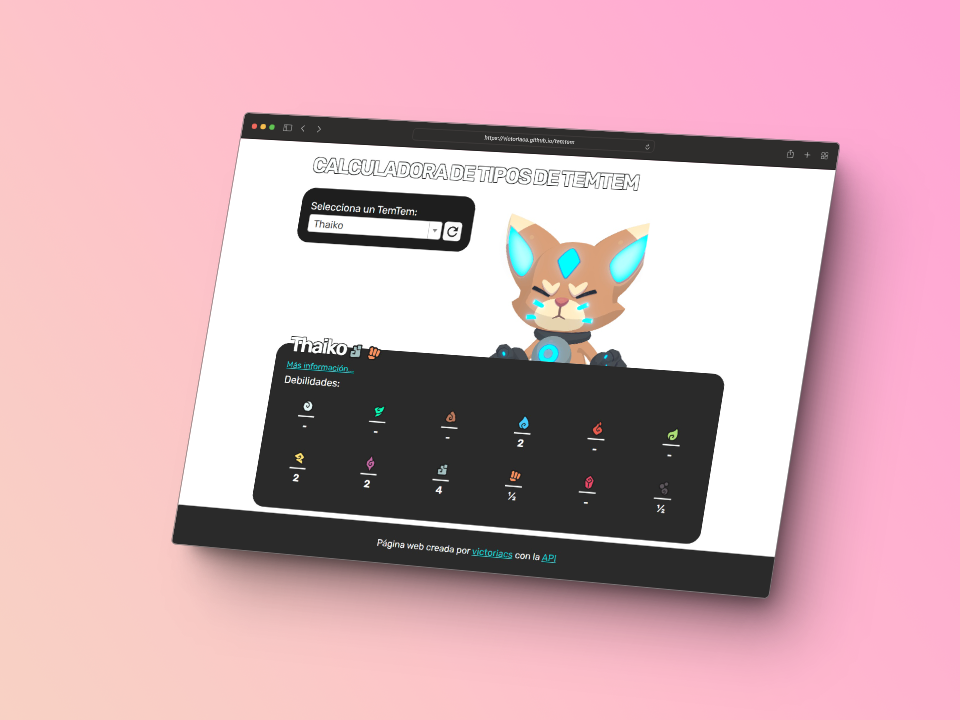 https://victoriacs.github.io/temtem
CALCULADORA DE TIPOS DE TEMTEM
Selecciona un TemTem:
Thaiko
Thaiko
Más información...
Debilidades:
- - - 2 - -
2 2 4 ½ - ½
Página web creada por victoriacs con la API